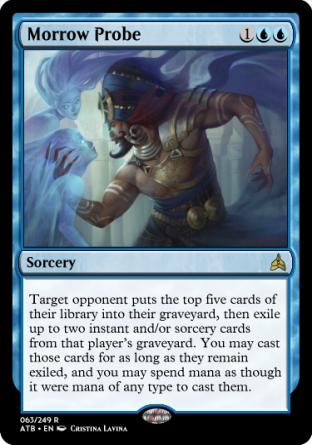 Morrow Probe 1
Sorcery
Target opponent puts the top five cards of
their library into their graveyard, then exile
up to two instant and/or sorcery cards
from that player's graveyard. You may cast
those cards for as long as they remain
exiled, and you may spend mana as though
it were mana of any type to cast them.
063/249 R
ATB • EN Cristina Lavina